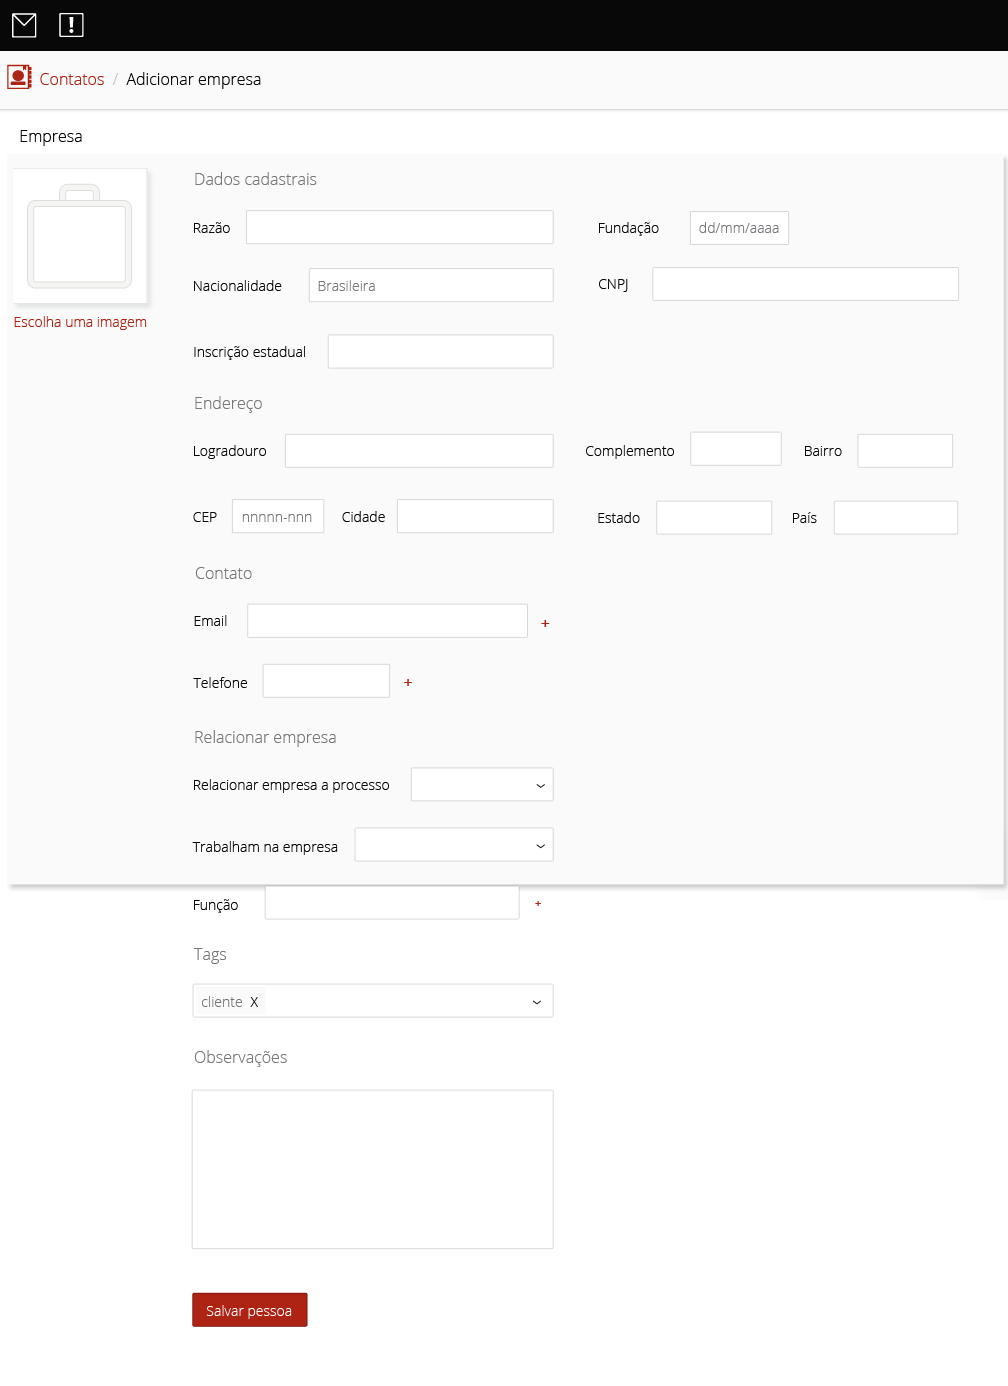 Contatos / Adicionar empresa
Empresa
Dados cadastrais
Razão
Fundação dd/mm/aaaa
Nacionalidade Brasileira
CNPJ
Escolha uma imagem
Inscrição estadual
Endereço
Logradouro
Complemento
Bairro
CEP nnnnn-nnn
Cidade
Estado
País
Contato
Email
+
Telefone
+
Relacionar empresa
Relacionar empresa a processo
Trabalham na empresa
Função
+
Tags
cliente X
Observações
Salvar pessoa